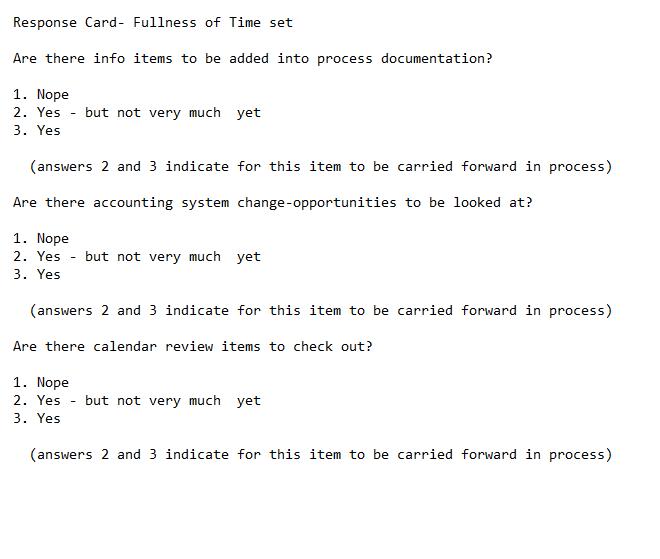 Response Card- Fullness of Time set
Are there info items to be added into process documentation?
1. Nope
2. Yes - but not very much  yet
3. Yes
(answers 2 and 3 indicate for this item to be carried forward in process)
Are there accounting system change-opportunities to be looked at?
1. Nope
2. Yes - but not very much  yet
3. Yes
(answers 2 and 3 indicate for this item to be carried forward in process)
Are there calendar review items to check out?
1. Nope
2. Yes - but not very much  yet
3. Yes
(answers 2 and 3 indicate for this item to be carried forward in process)